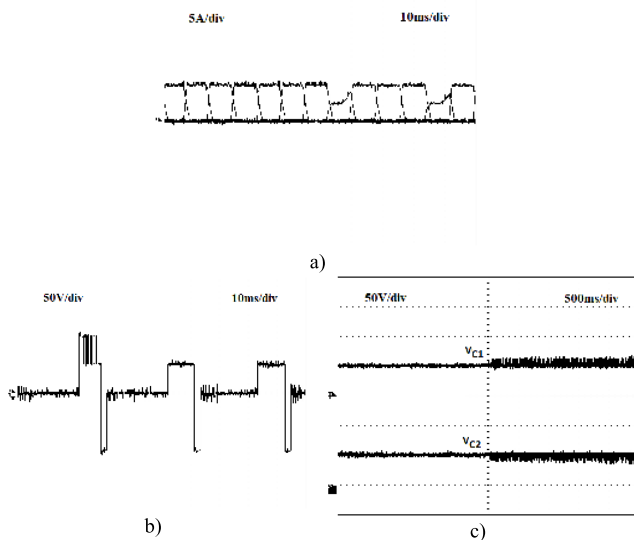 5A/div 10ms/div
a)
50V/div 10ms/div
50V/div 500ms/div
VC1
VC2
b)
c)